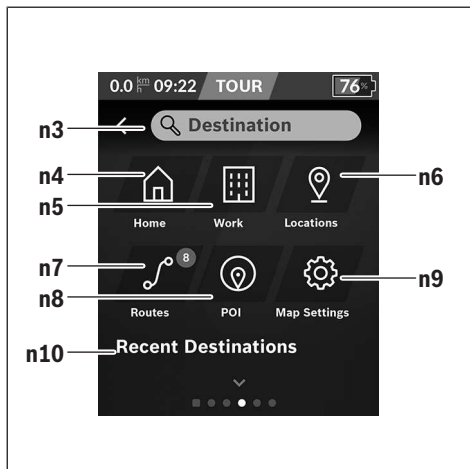 0.0 km/h 09:22 TOUR 76%
n3 Destination
n4
n5
n6
Home Work Locations
n7
n8
n9
8
Routes POI Map Settings
n10 Recent Destinations